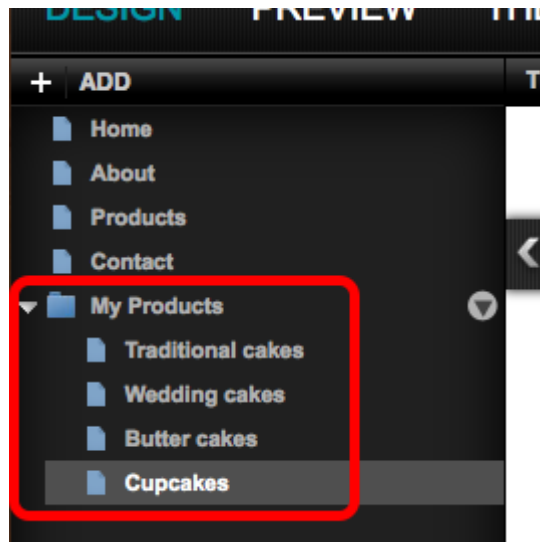 DESIGN PREVIEW
+ ADD
Home
About
Products
Contact
My Products
Traditional cakes
Wedding cakes
Butter cakes
Cupcakes